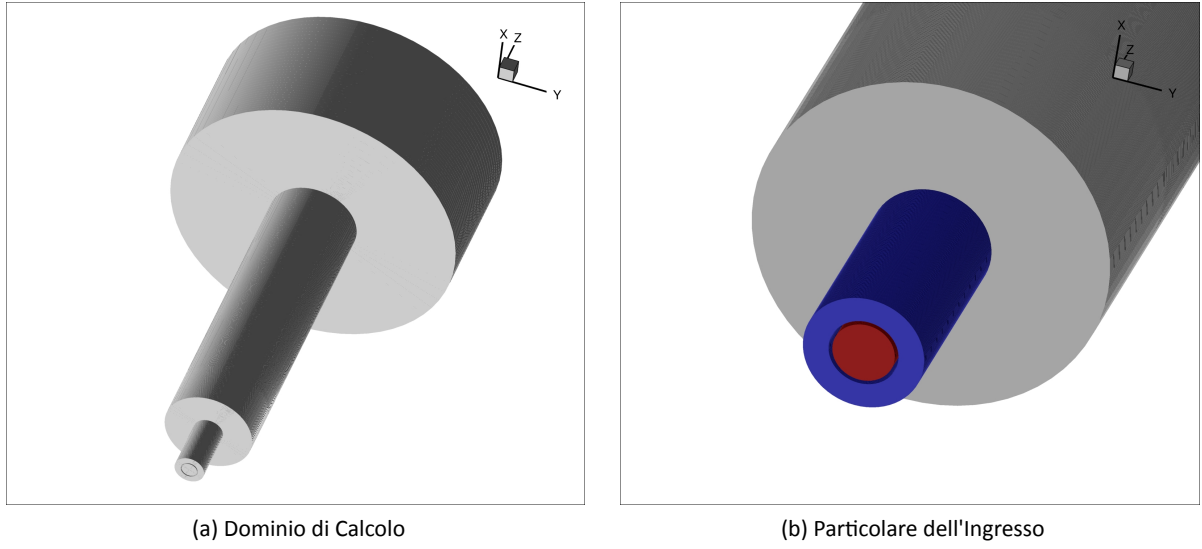 X
Z
Y
X
Z
Y
(a) Dominio di Calcolo
(b) Particolare dell'Ingresso